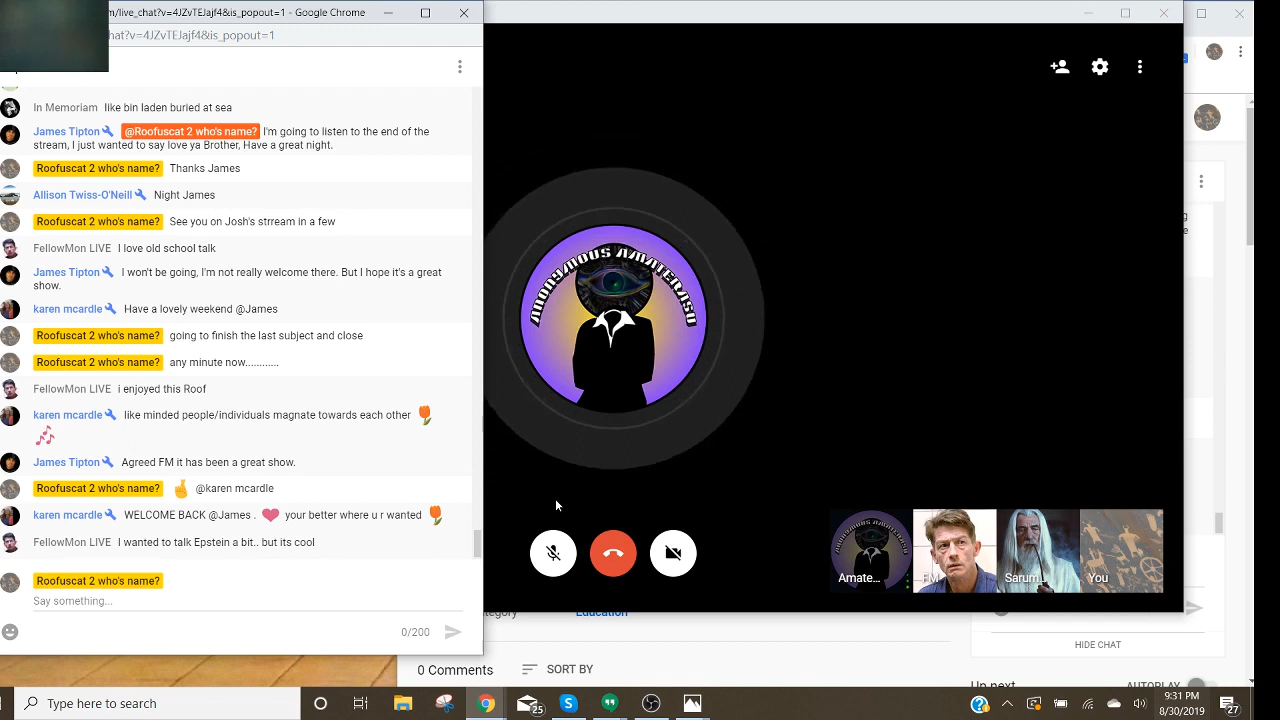 m/live_chat?v=4JZvTEJajf4&is_popout=1 - Google Chrome
chat?v=4JZvTEJajf4&is_popout=1
In Memoriam like bin laden buried at sea
James Tipton @Roofuscat 2 who's name? I'm going to listen to the end of the
stream, I just wanted to say love ya Brother, Have a great night.
Roofuscat 2 who's name? Thanks James
Allison Twiss-O'Neill Night James
Roofuscat 2 who's name? See you on Josh's strream in a few
FellowMon LIVE I love old school talk
James Tipton I won't be going, I'm not really welcome there. But I hope it's a great
show.
karen mcardle Have a lovely weekend @James
Roofuscat 2 who's name? going to finish the last subject and close
Roofuscat 2 who's name? any minute now............
FellowMon LIVE i enjoyed this Roof
karen mcardle like minded people/individuals magnate towards each other
James Tipton Agreed FM it has been a great show.
Roofuscat 2 who's name? @karen mcardle
karen mcardle WELCOME BACK @James . your better where u r wanted
FellowMon LIVE I wanted to talk Epstein a bit.. but its cool
Roofuscat 2 who's name?
Say something...
0/200
ANONYMOUS AMATERASU
Amate...
FM
Sarum...
You
tegory Education
HIDE CHAT
0 Comments SORT BY
Up next AUTOPLAY
Type here to search
25
9:31 PM
8/30/2019
27